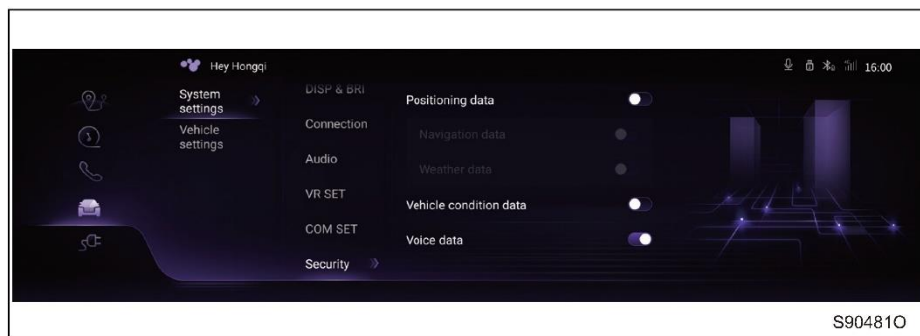 Hey Hongqi
16:00
System
settings
Vehicle
settings
DISP & BRI
Connection
Audio
VR SET
COM SET
Security
Positioning data
Navigation data
Weather data
Vehicle condition data
Voice data
S90481O